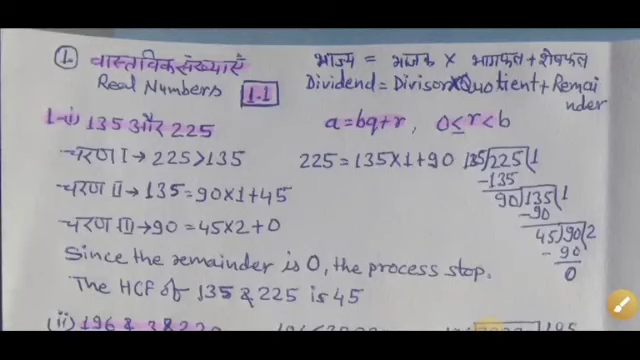 1. वास्तविक संख्याएँ
Real Numbers 1.1
भाज्य = भाजक × भागफल + शेषफल
Dividend = Divisor × Quotient + Remai
nder
a = bq + r, 0 ≤ r < b
1-i) 135 और 225
चरण I → 225 > 135
225 = 135 × 1 + 90
चरण II → 135 = 90 × 1 + 45
चरण III → 90 = 45 × 2 + 0
135)225(1
-135
90)135(1
-90
45)90(2
-90
0
Since the remainder is 0, the process stop.
The HCF of 135 & 225 is 45
(ii) 196 &